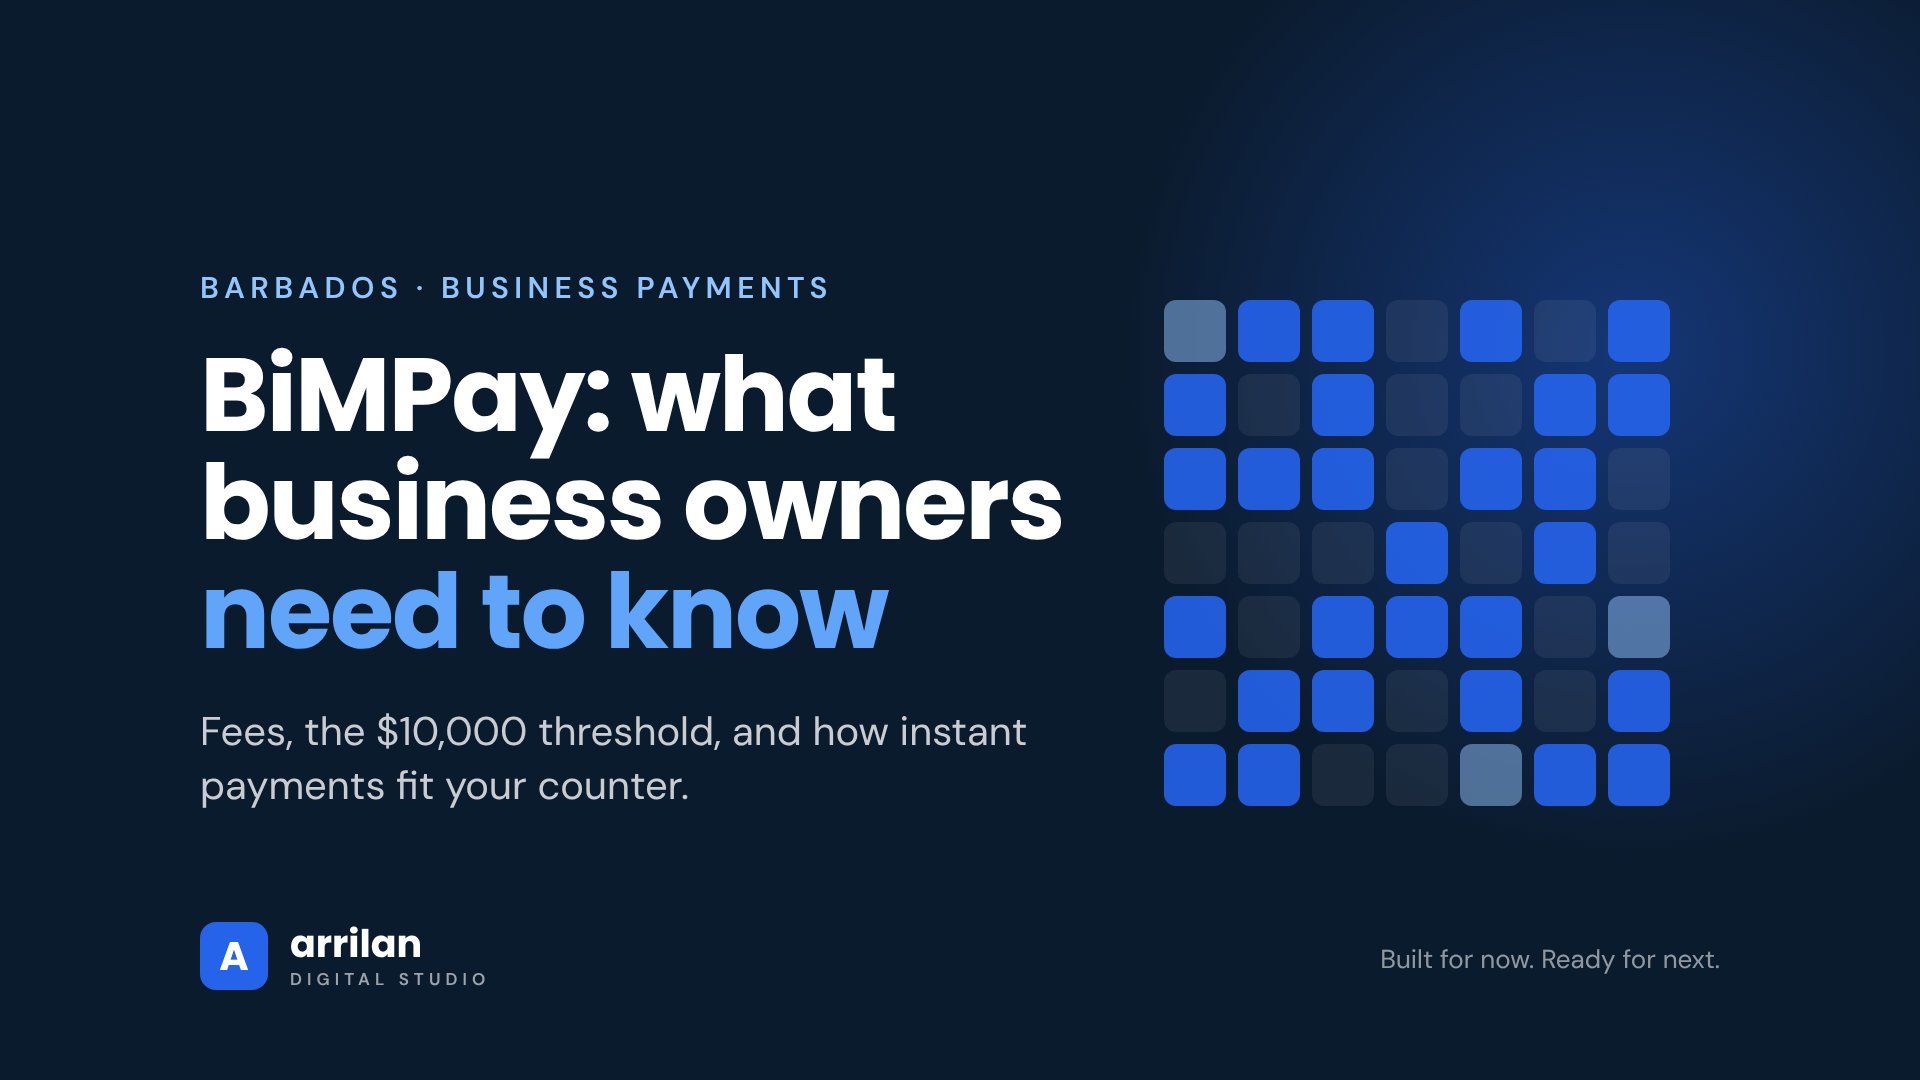 BARBADOS · BUSINESS PAYMENTS
BiMPay: what
business owners
need to know
Fees, the $10,000 threshold, and how instant
payments fit your counter.
A
arrilan
DIGITAL STUDIO
Built for now. Ready for next.